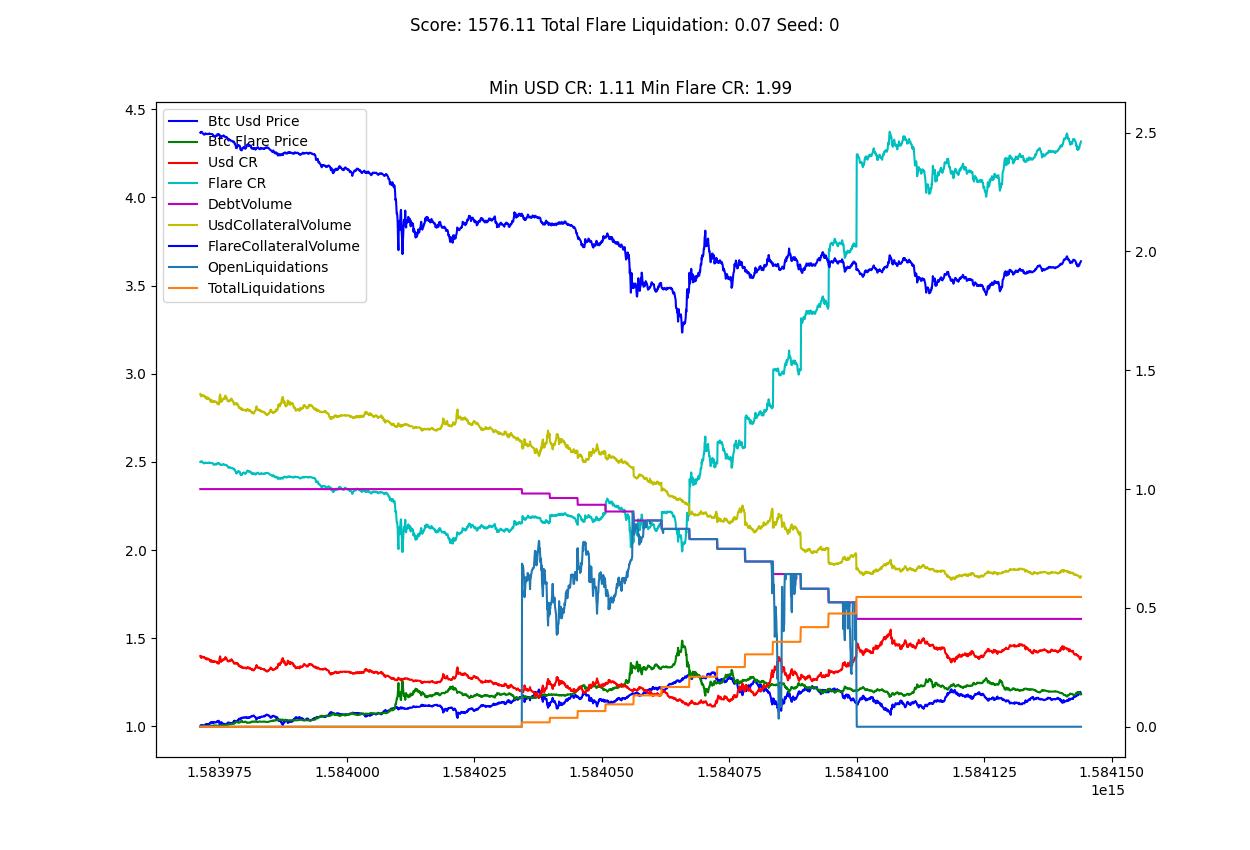 Score: 1576.11 Total Flare Liquidation: 0.07 Seed: 0
Min USD CR: 1.11 Min Flare CR: 1.99
Btc Usd Price
Btc Flare Price
Usd CR
Flare CR
DebtVolume
UsdCollateralVolume
FlareCollateralVolume
OpenLiquidations
TotalLiquidations
4.5
4.0
3.5
3.0
2.5
2.0
1.5
1.0
2.5
2.0
1.5
1.0
0.5
0.0
1.583975 1.584000 1.584025 1.584050 1.584075 1.584100 1.584125 1.584150
1e15